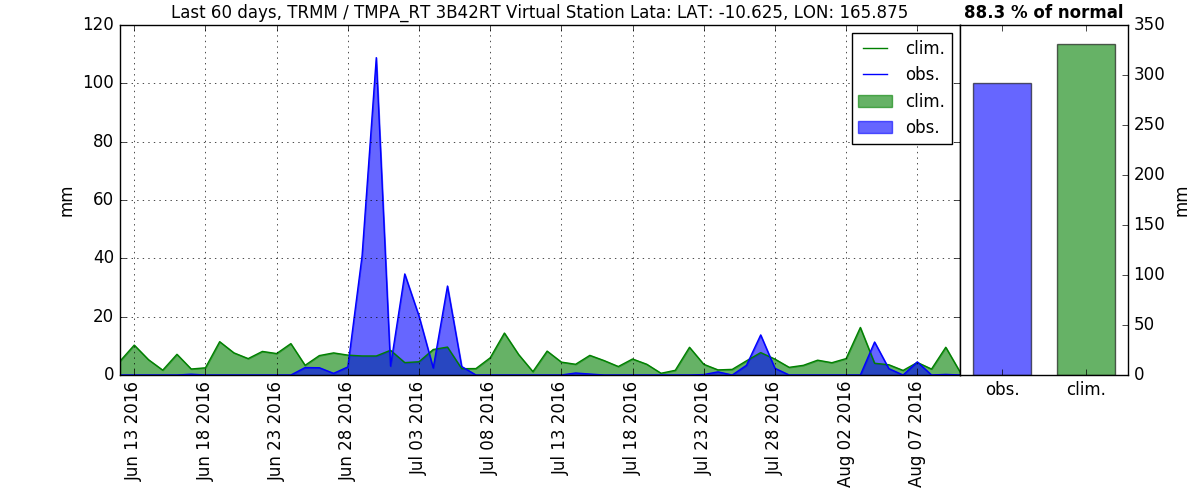 Last 60 days, TRMM / TMPA_RT 3B42RT Virtual Station Lata: LAT: -10.625, LON: 165.875
88.3 % of normal
120
100
80
60
40
20
0
mm
clim.
obs.
clim.
obs.
Jun 13 2016
Jun 18 2016
Jun 23 2016
Jun 28 2016
Jul 03 2016
Jul 08 2016
Jul 13 2016
Jul 18 2016
Jul 23 2016
Jul 28 2016
Aug 02 2016
Aug 07 2016
350
300
250
200
150
100
50
0
mm
obs.
clim.